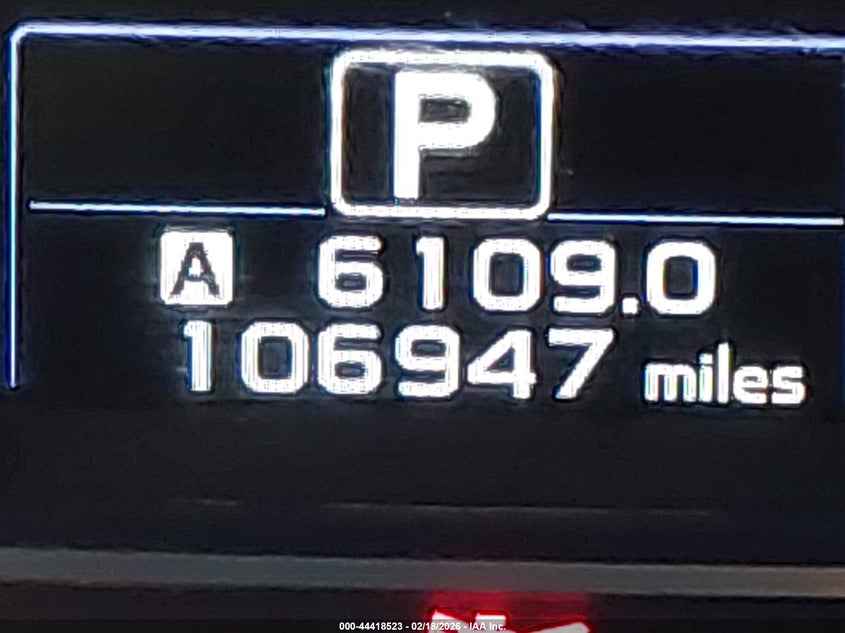 P
A 6109.0
106947 miles
000-44418523 - 02/18/2026 - IAA Inc.